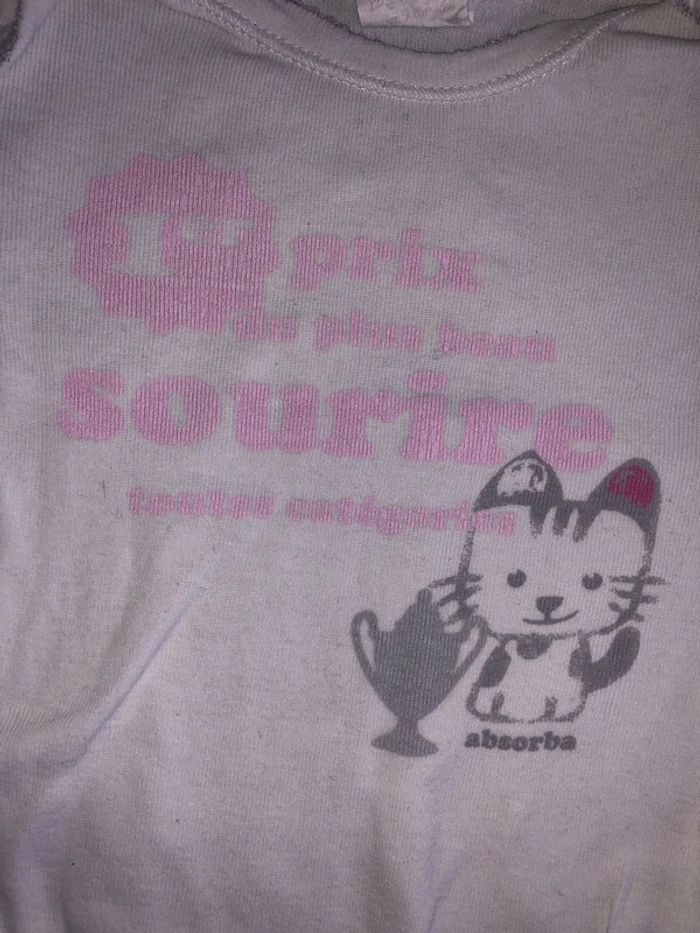 1er prix
du plus beau
sourire
toutes catégories
absorba